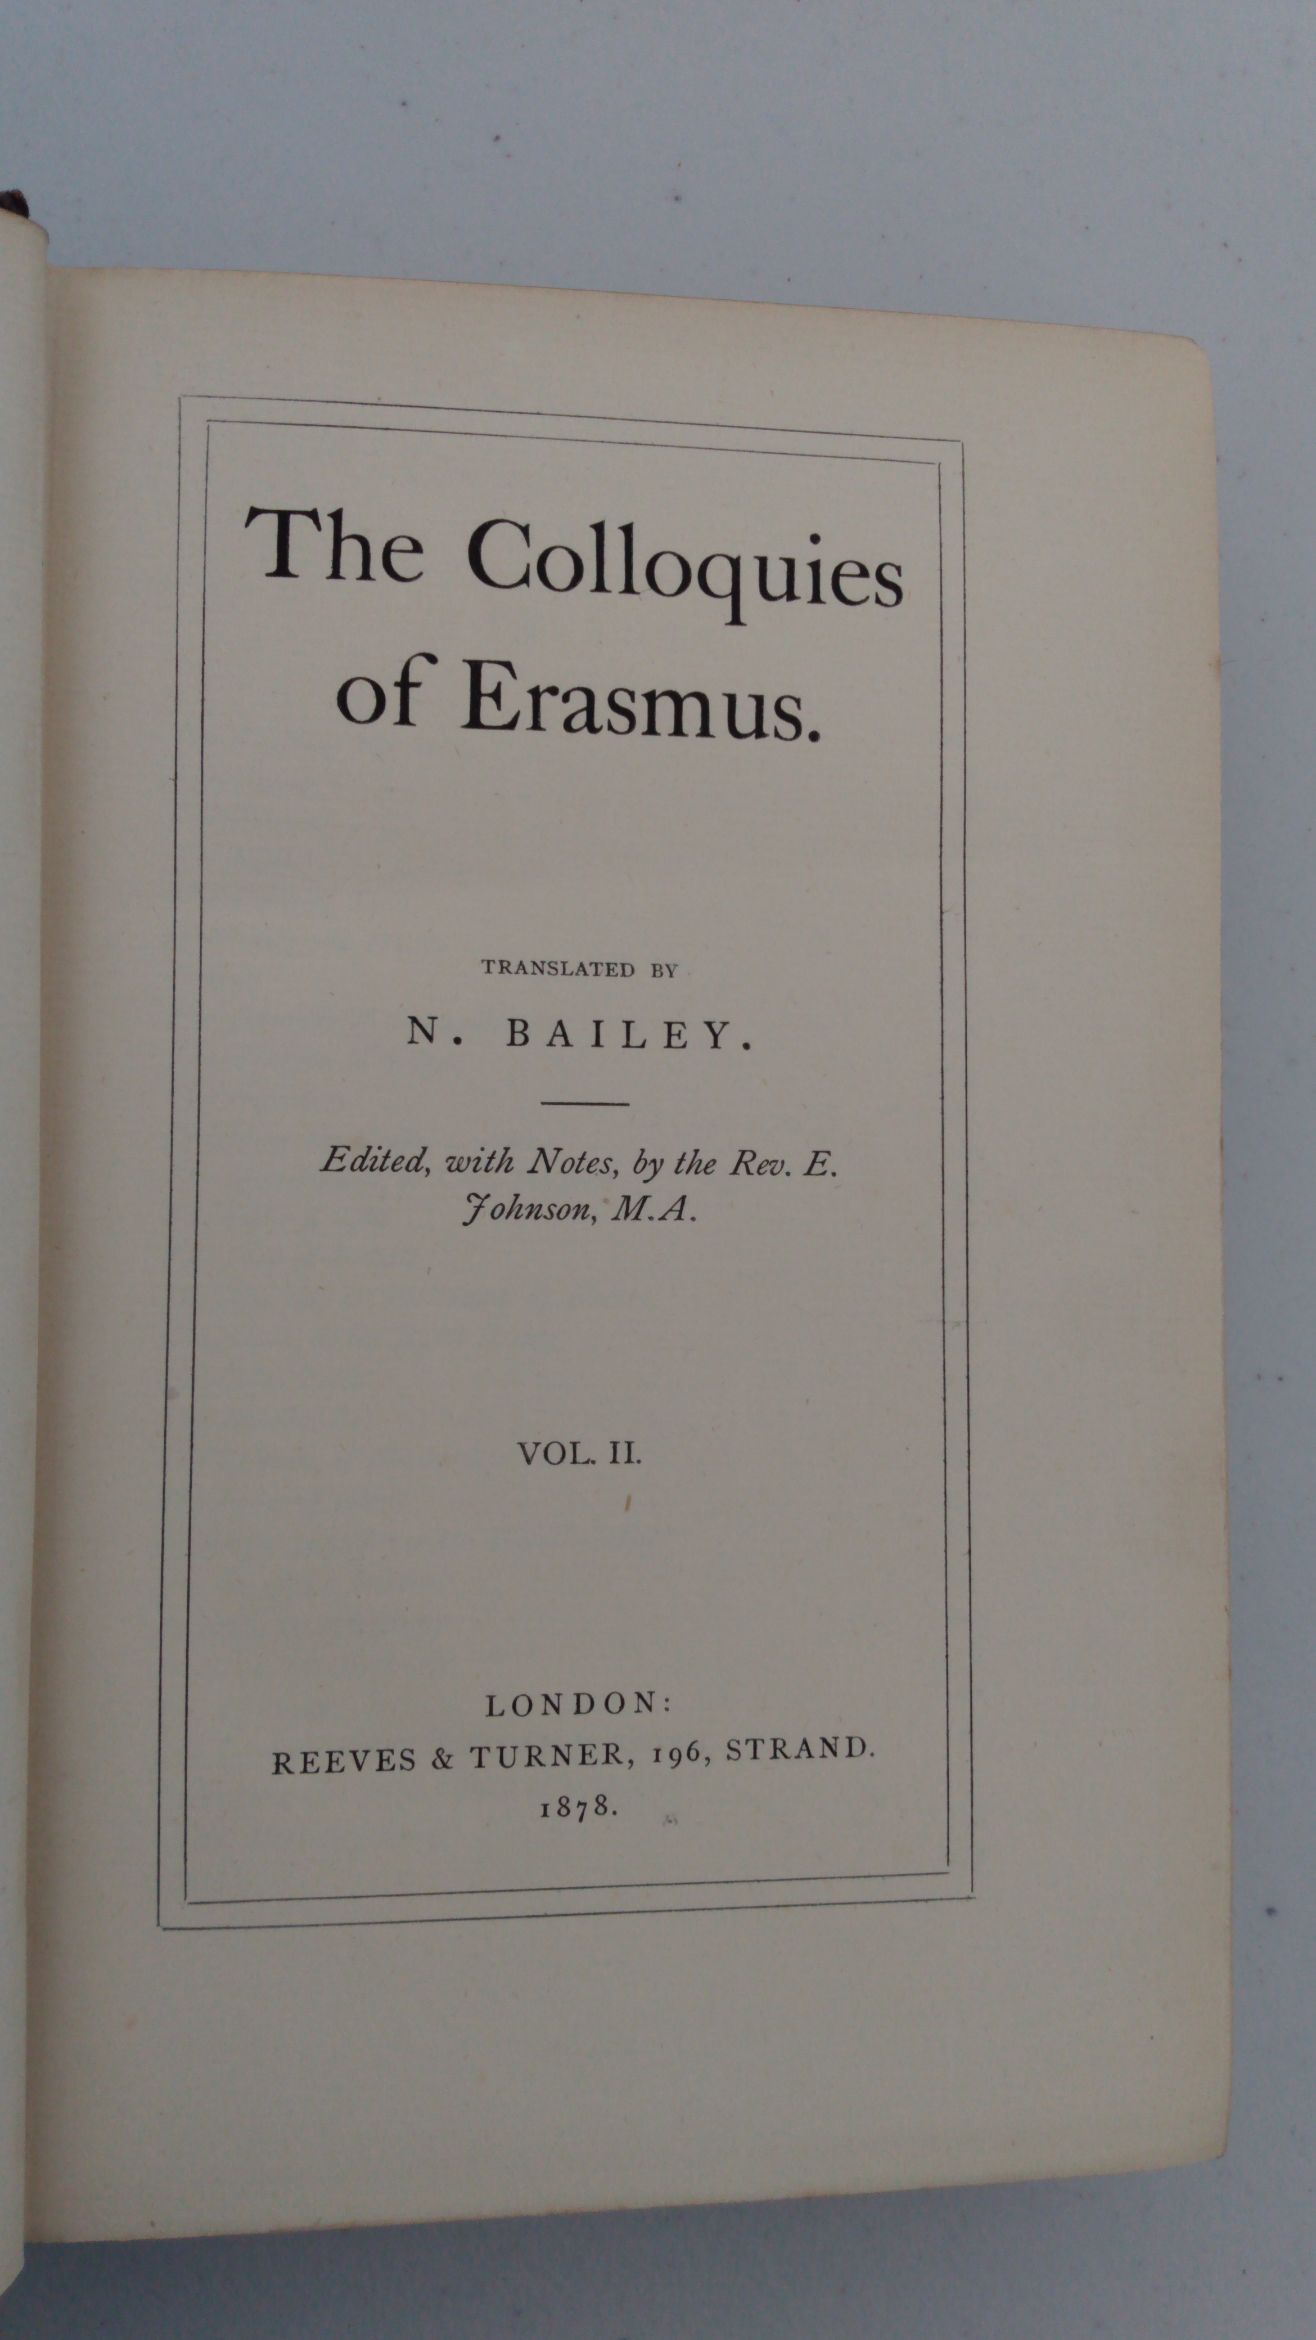 The Colloquies
of Erasmus.
TRANSLATED BY
N. BAILEY.
Edited, with Notes, by the Rev. E.
Johnson, M.A.
VOL. II.
LONDON:
REEVES & TURNER, 196, STRAND.
1878.